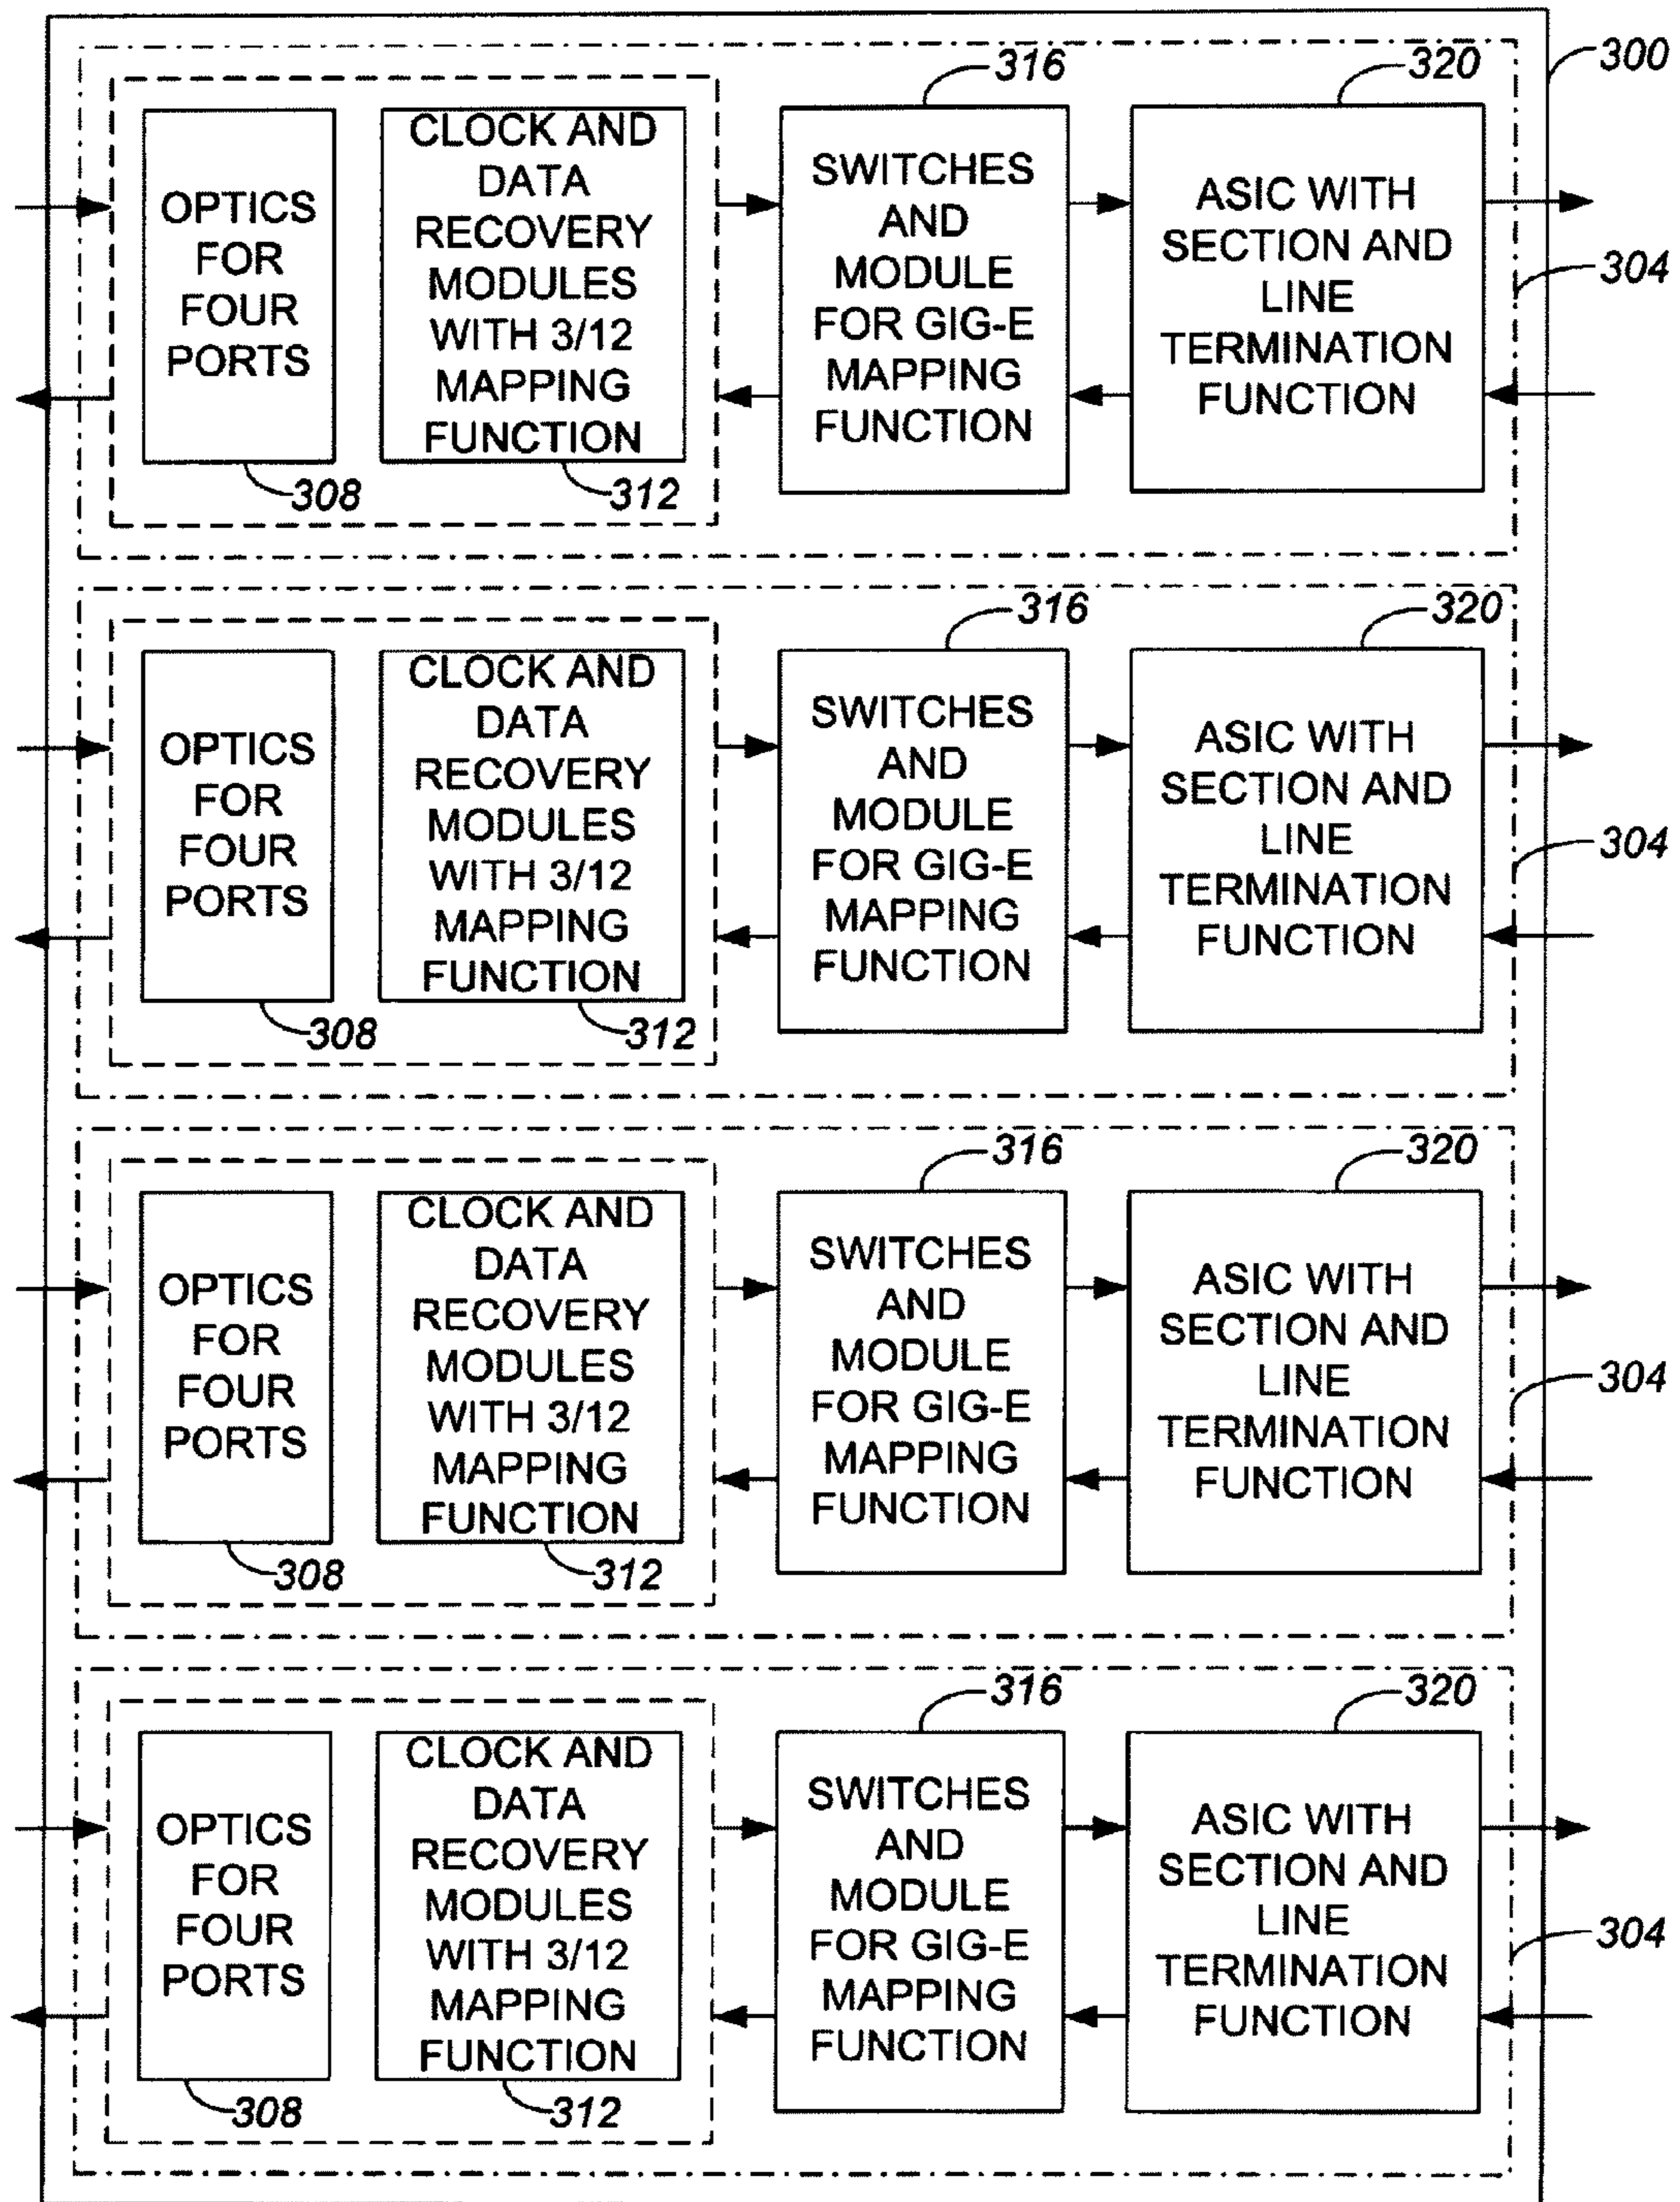 300
316
320
OPTICS
FOR
FOUR
PORTS
CLOCK AND
DATA
RECOVERY
MODULES
WITH 3/12
MAPPING
FUNCTION
SWITCHES
AND
MODULE
FOR GIG-E
MAPPING
FUNCTION
ASIC WITH
SECTION AND
LINE
TERMINATION
FUNCTION
304
308
312
316
320
OPTICS
FOR
FOUR
PORTS
CLOCK AND
DATA
RECOVERY
MODULES
WITH 3/12
MAPPING
FUNCTION
SWITCHES
AND
MODULE
FOR GIG-E
MAPPING
FUNCTION
ASIC WITH
SECTION AND
LINE
TERMINATION
FUNCTION
304
308
312
316
320
OPTICS
FOR
FOUR
PORTS
CLOCK AND
DATA
RECOVERY
MODULES
WITH 3/12
MAPPING
FUNCTION
SWITCHES
AND
MODULE
FOR GIG-E
MAPPING
FUNCTION
ASIC WITH
SECTION AND
LINE
TERMINATION
FUNCTION
304
308
312
316
320
OPTICS
FOR
FOUR
PORTS
CLOCK AND
DATA
RECOVERY
MODULES
WITH 3/12
MAPPING
FUNCTION
SWITCHES
AND
MODULE
FOR GIG-E
MAPPING
FUNCTION
ASIC WITH
SECTION AND
LINE
TERMINATION
FUNCTION
304
308
312